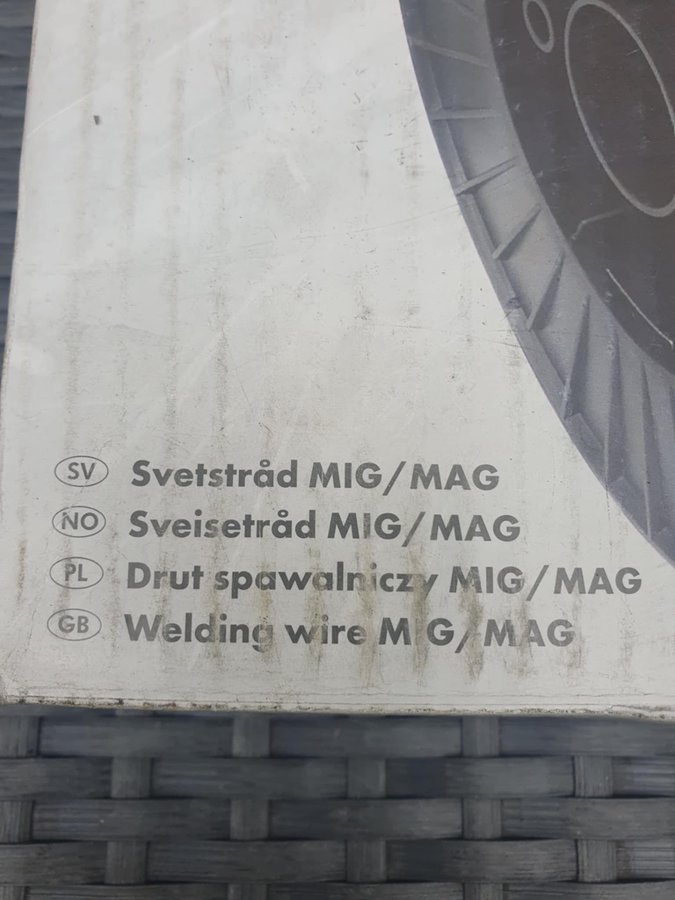 SV Svetstråd MIG/MAG
NO Sveisetråd MIG/MAG
PL Drut spawalniczy MIG/MAG
GB Welding wire MIG/MAG